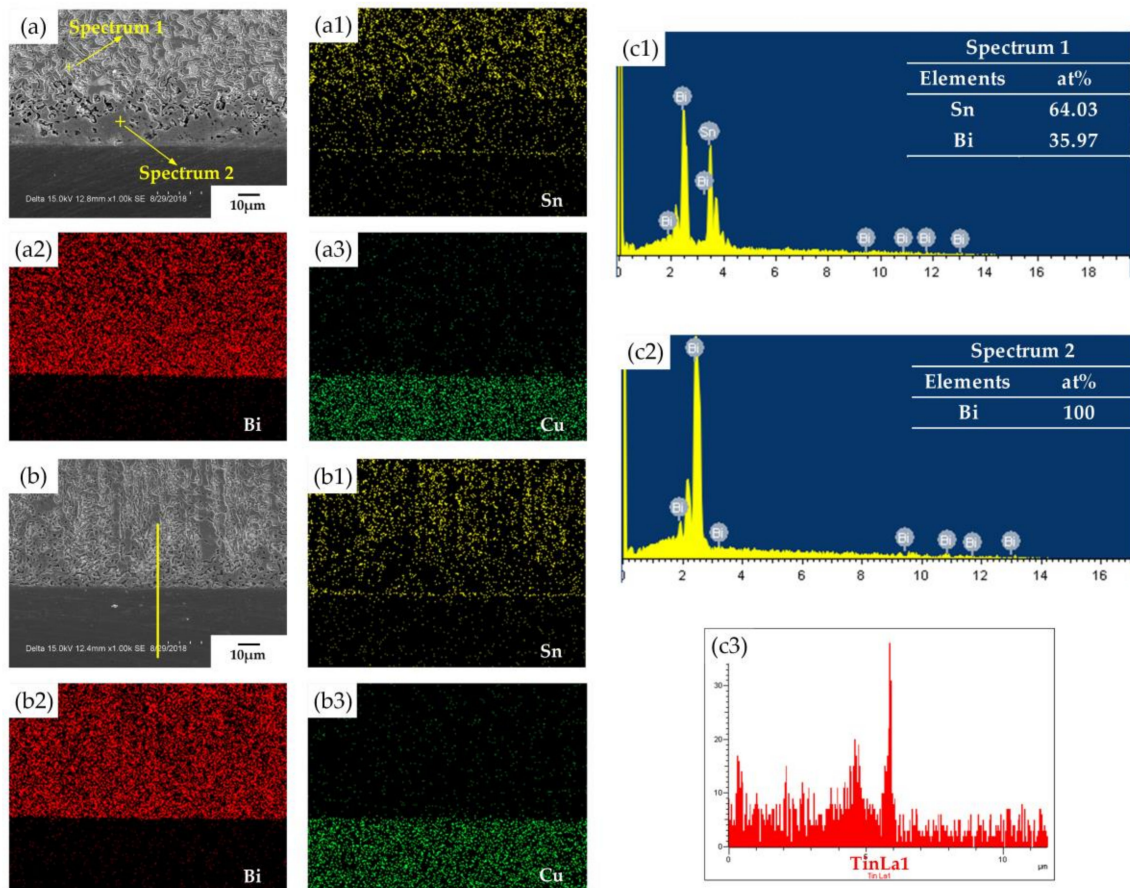 (a)
Spectrum 1
Spectrum 2
Delta 15.0kV 12.8mm x1.00k SE 8/29/2018
10μm
(a1)
Sn
(a2)
Bi
(a3)
Cu
(b)
Delta 15.0kV 12.4mm x1.00k SE 8/29/2018
10μm
(b1)
Sn
(b2)
Bi
(b3)
Cu
(c1)
Spectrum 1
Elements at%
Sn 64.03
Bi 35.97
Bi
Sn
Bi
Bi
Bi Bi Bi Bi
0 2 4 6 8 10 12 14 16 18
(c2)
Spectrum 2
Elements at%
Bi 100
Bi
Bi
Bi
Bi Bi Bi Bi
0 2 4 6 8 10 12 14 16
(c3)
30
20
10
0
0 5 10
μm
TinLa1
Tin La1